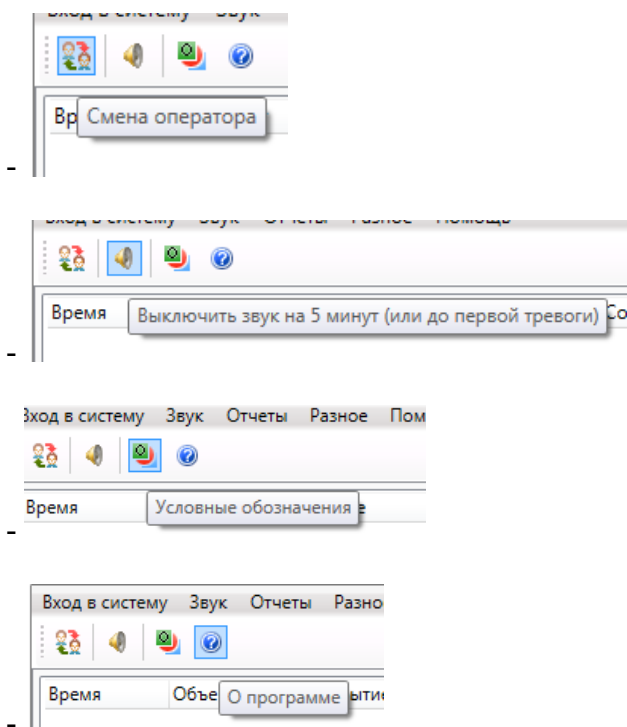 Вход в систему Звук
Вр Смена оператора
-
Вход в систему Звук Отчеты Разное Помощь
Время Выключить звук на 5 минут (или до первой тревоги) Со
-
Вход в систему Звук Отчеты Разное Пом
Время Условные обозначения е
-
Вход в систему Звук Отчеты Разно
Время Объе О программе ытие
-